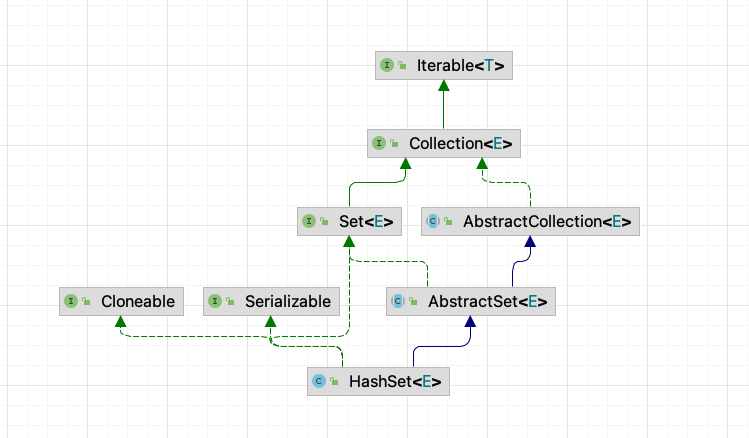 I Iterable<T>
I Collection<E>
I Set<E>
C AbstractCollection<E>
I Cloneable
I Serializable
C AbstractSet<E>
C HashSet<E>